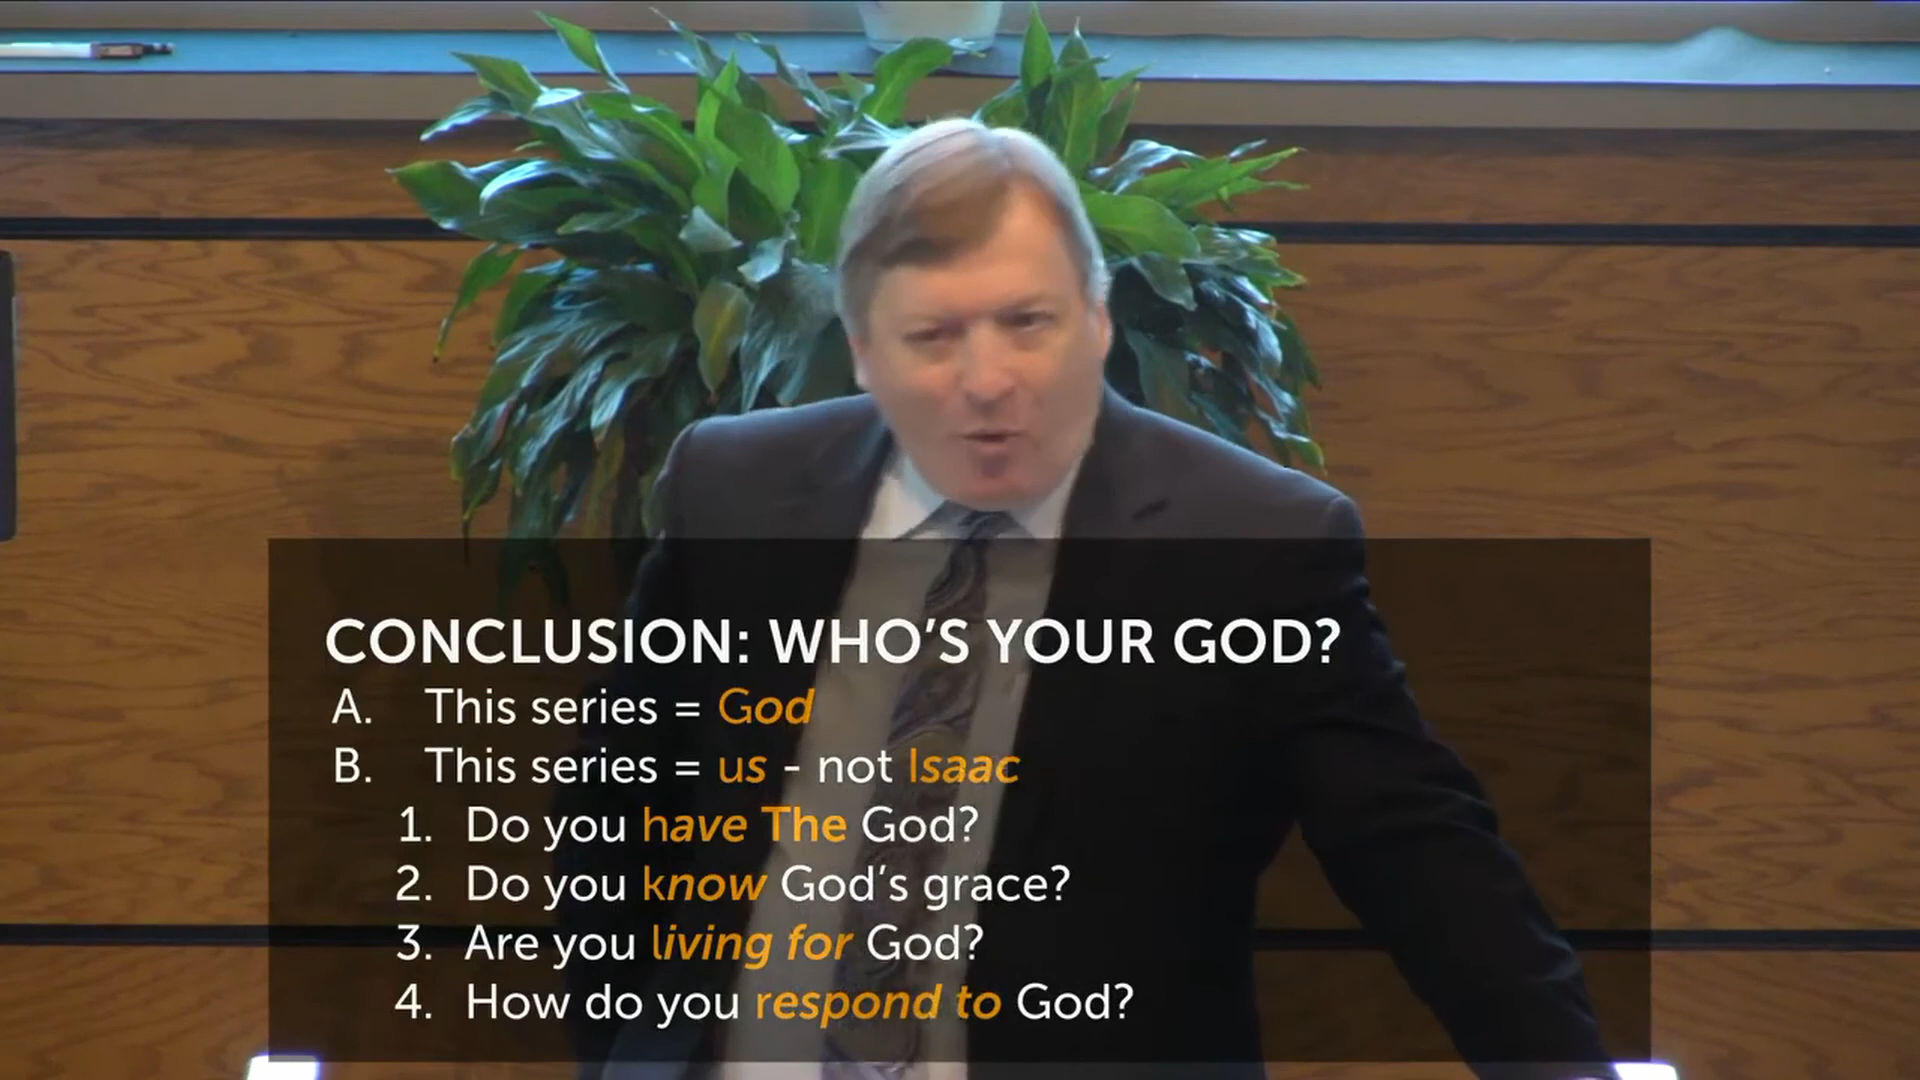 CONCLUSION: WHO'S YOUR GOD?
A. This series = God
B. This series = us - not Isaac
1. Do you have The God?
2. Do you know God's grace?
3. Are you living for God?
4. How do you respond to God?